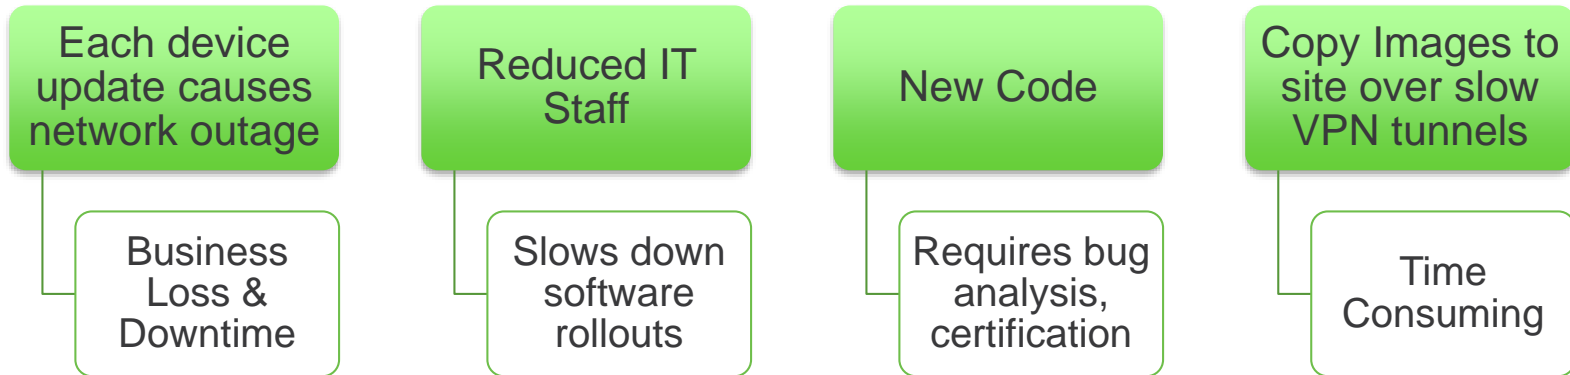 Each device
update causes
network outage
Business
Loss &
Downtime
Reduced IT
Staff
Slows down
software
rollouts
New Code
Requires bug
analysis,
certification
Copy Images to
site over slow
VPN tunnels
Time
Consuming